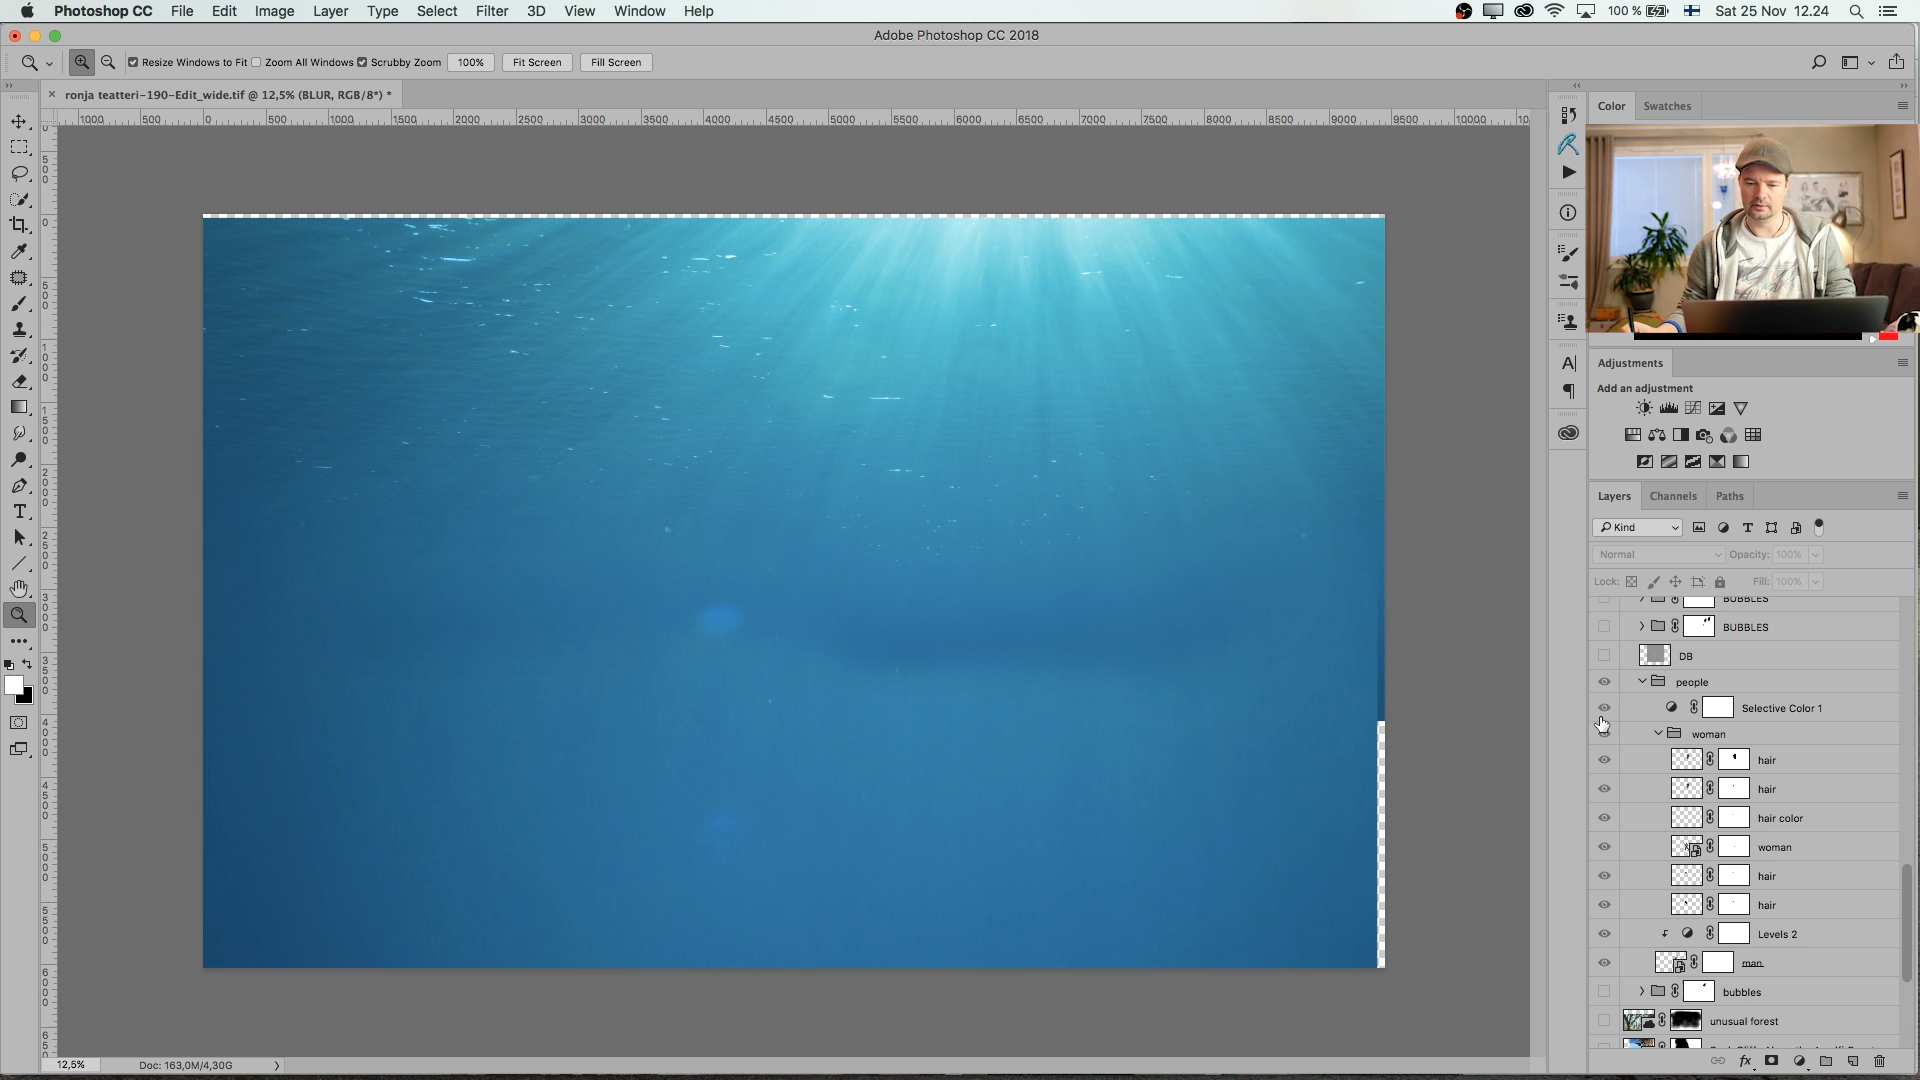 Photoshop CC File Edit Image Layer Type Select Filter 3D View Window Help 100 % Sat 25 Nov 12.24
Adobe Photoshop CC 2018
Resize Windows to Fit Zoom All Windows Scrubby Zoom 100% Fit Screen Fill Screen
ronja teatteri-190-Edit_wide.tif @ 12,5% (BLUR, RGB/8*) *
1000 500 0 500 1000 1500 2000 2500 3000 3500 4000 4500 5000 5500 6000 6500 7000 7500 8000 8500 9000 9500 10000 10
Color Swatches
Adjustments
Add an adjustment
Layers Channels Paths
Kind
Normal Opacity: 100%
Lock: Fill: 100%
BUBBLES
BUBBLES
DB
people
Selective Color 1
woman
hair
hair
hair color
woman
hair
hair
Levels 2
man
bubbles
unusual forest
12,5% Doc: 163,0M/4,30G